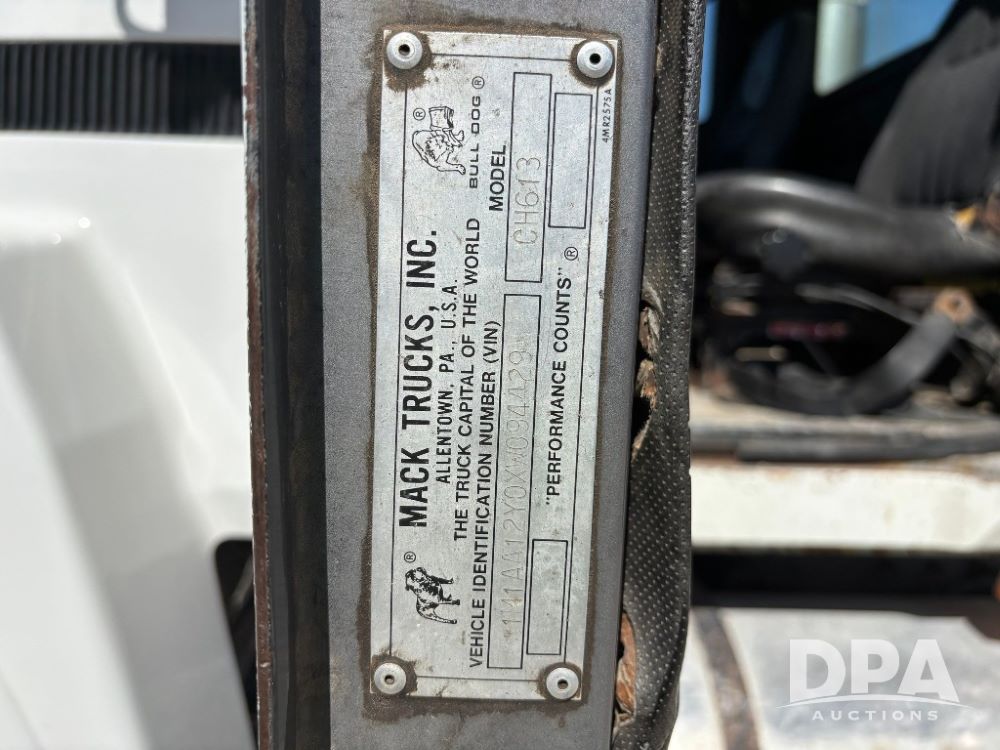 MACK TRUCKS, INC.
ALLENTOWN, PA., U.S.A.
THE TRUCK CAPITAL OF THE WORLD
®
®
BULL DOG ®
VEHICLE IDENTIFICATION NUMBER (VIN)
MODEL
1M1AA12Y0XW094429
CH613
"PERFORMANCE COUNTS" ®
4MR2575A
DPA
AUCTIONS